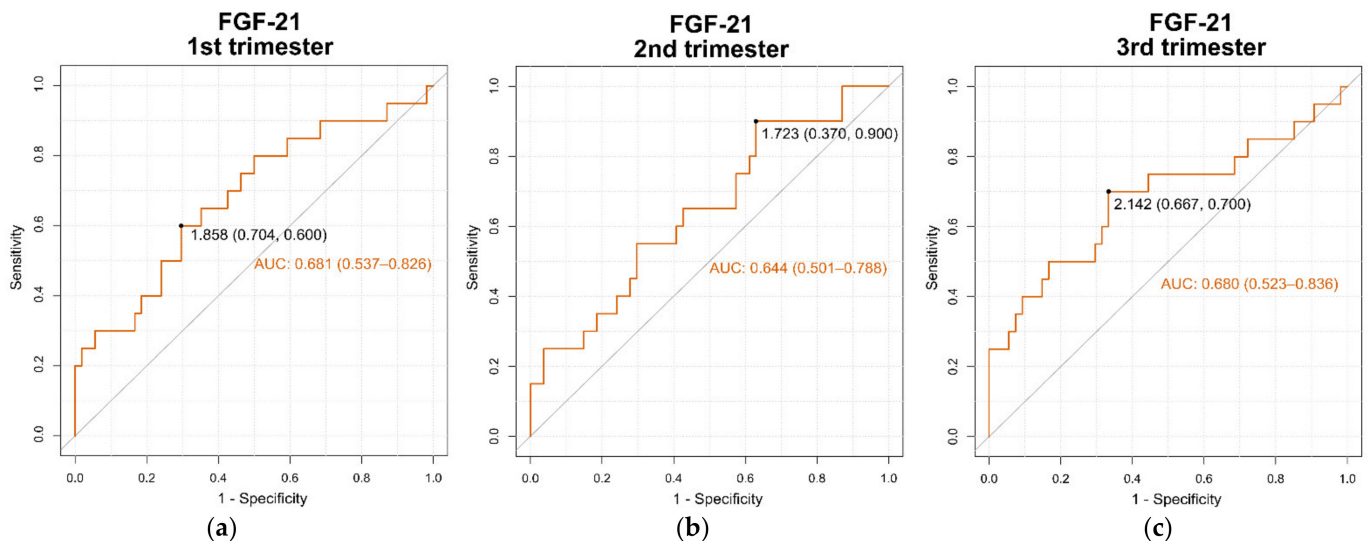 FGF-21
1st trimester
Sensitivity
1.0
0.8
0.6
0.4
0.2
0.0
1.858 (0.704, 0.600)
AUC: 0.681 (0.537–0.826)
0.0 0.2 0.4 0.6 0.8 1.0
1 - Specificity
(a)
FGF-21
2nd trimester
Sensitivity
1.0
0.8
0.6
0.4
0.2
0.0
1.723 (0.370, 0.900)
AUC: 0.644 (0.501–0.788)
0.0 0.2 0.4 0.6 0.8 1.0
1 - Specificity
(b)
FGF-21
3rd trimester
Sensitivity
1.0
0.8
0.6
0.4
0.2
0.0
2.142 (0.667, 0.700)
AUC: 0.680 (0.523–0.836)
0.0 0.2 0.4 0.6 0.8 1.0
1 - Specificity
(c)